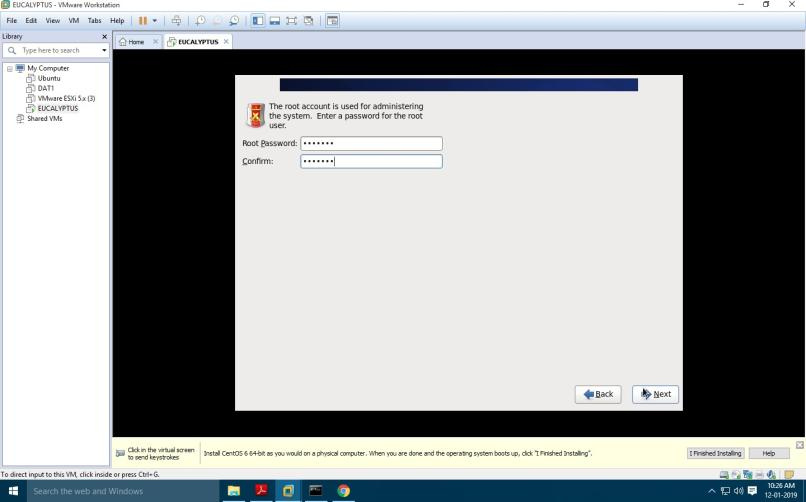 EUCALYPTUS - VMware Workstation
File Edit View VM Tabs Help
Library
Type here to search
My Computer
Ubuntu
DAT1
VMware ESXi 5.x (3)
EUCALYPTUS
Shared VMs
Home
EUCALYPTUS
The root account is used for administering
the system. Enter a password for the root
user.
Root Password: •••••••
Confirm: •••••••
Back
Next
Click in the virtual screen
to send keystrokes
Install CentOS 6 64-bit as you would on a physical computer. When you are done and the operating system boots up, click "I Finished Installing".
I Finished Installing
Help
To direct input to this VM, click inside or press Ctrl+G.
Search the web and Windows
10:26 AM
12-01-2019